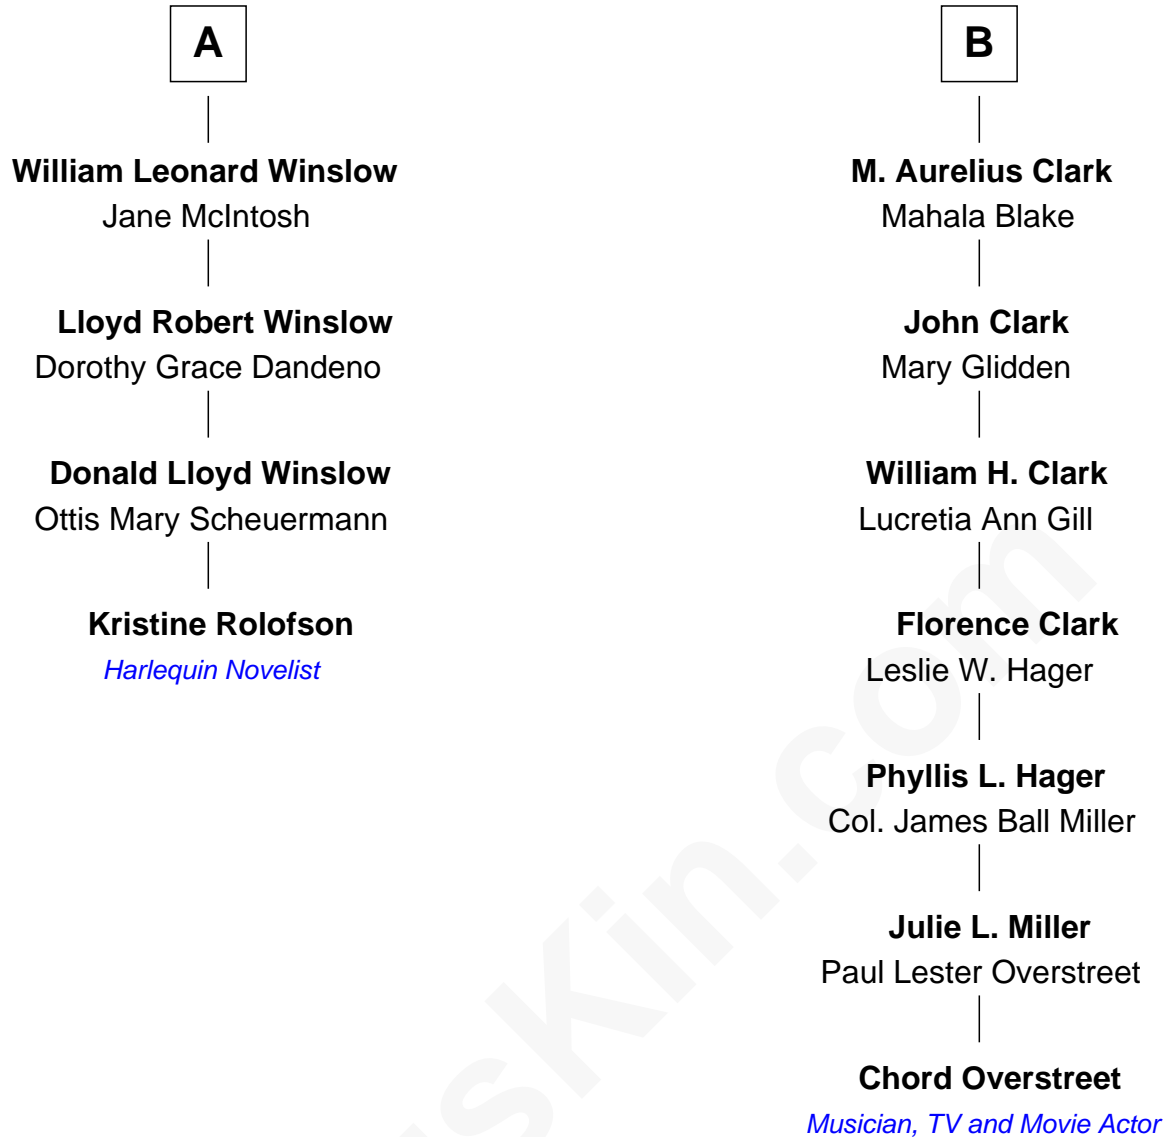 A
William Leonard Winslow
Jane McIntosh
Lloyd Robert Winslow
Dorothy Grace Dandeno
Donald Lloyd Winslow
Ottis Mary Scheuermann
Kristine Rolofson
Harlequin Novelist
B
M. Aurelius Clark
Mahala Blake
John Clark
Mary Glidden
William H. Clark
Lucretia Ann Gill
Florence Clark
Leslie W. Hager
Phyllis L. Hager
Col. James Ball Miller
Julie L. Miller
Paul Lester Overstreet
Chord Overstreet
Musician, TV and Movie Actor
usKin.com